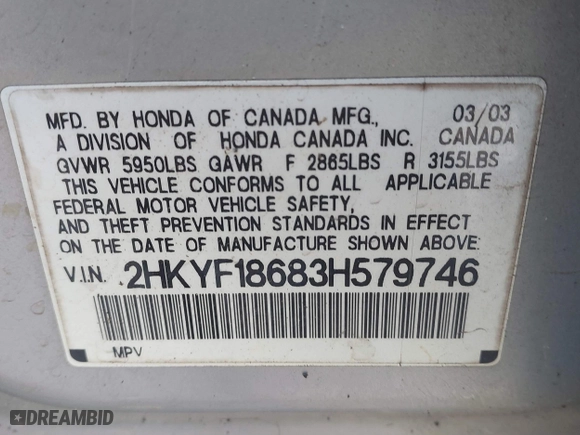 MFD. BY HONDA OF CANADA MFG., 03/03
A DIVISION OF HONDA CANADA INC. CANADA
GVWR 5950LBS GAWR F 2865LBS R 3155LBS
THIS VEHICLE CONFORMS TO ALL APPLICABLE
FEDERAL MOTOR VEHICLE SAFETY,
AND THEFT PREVENTION STANDARDS IN EFFECT
ON THE DATE OF MANUFACTURE SHOWN ABOVE:
V.I.N. 2HKYF18683H579746
MPV
DREAMBID